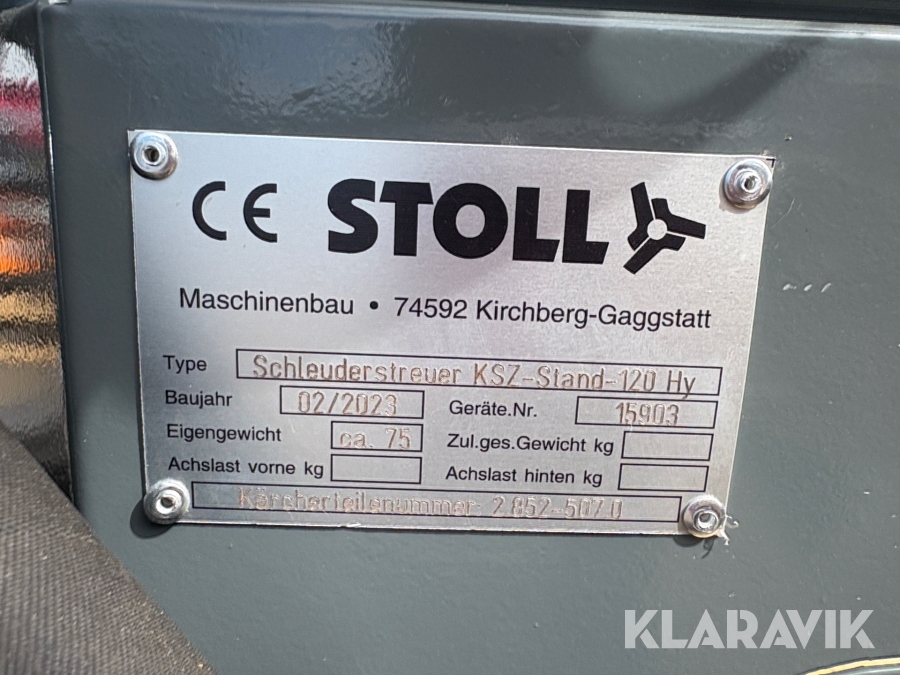 CE STOLL
Maschinenbau • 74592 Kirchberg-Gaggstatt
Type Schleuderstreuer KSZ-Stand-120 Hy
Baujahr 02/2023 Geräte.Nr. 15903
Eigengewicht ca. 75 Zul.ges.Gewicht kg
Achslast vorne kg Achslast hinten kg
Kärcherteilenummer: 2.852-507.0
KLARAVIK